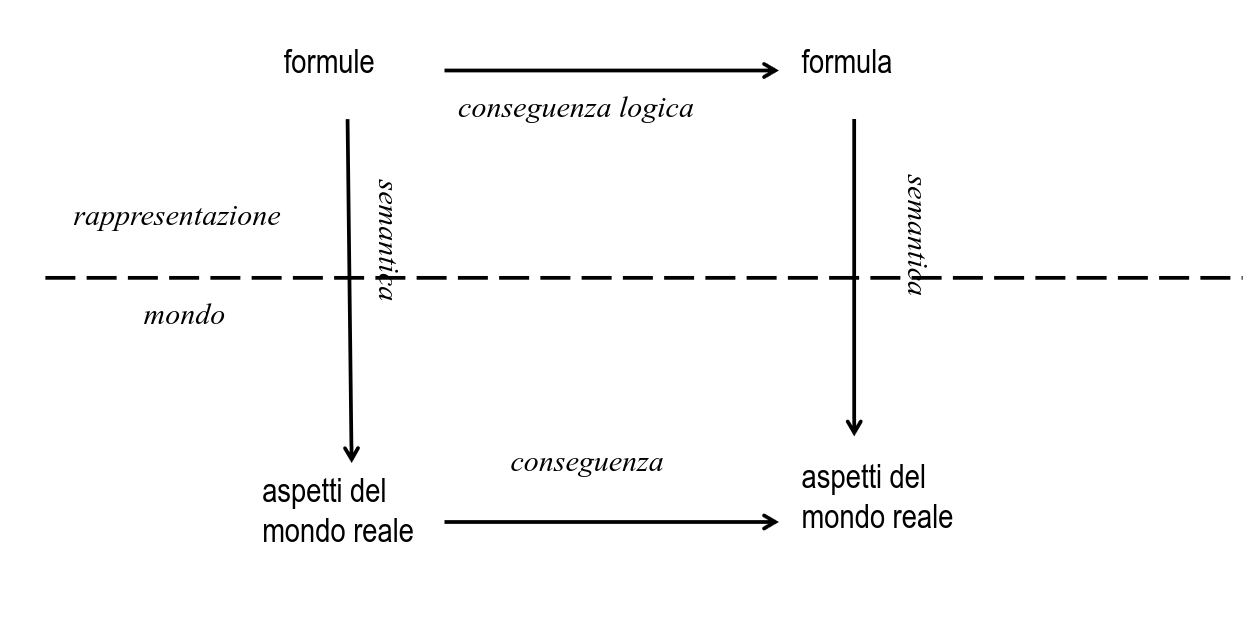 formule
formula
conseguenza logica
semantica
semantica
rappresentazione
mondo
conseguenza
aspetti del
mondo reale
aspetti del
mondo reale